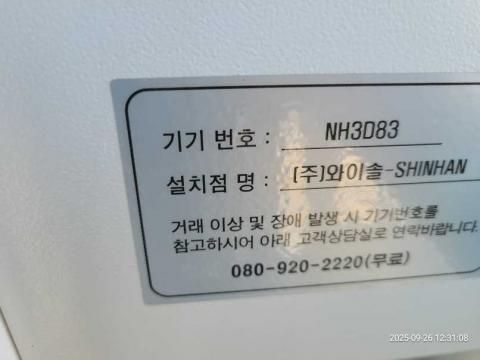 기기 번호 : NH3D83
설치점 명 : (주)와이솔-SHINHAN
거래 이상 및 장애 발생 시 기기번호를
참고하시어 아래 고객상담실로 연락바랍니다.
080-920-2220(무료)
2025-09-26 12:31:08